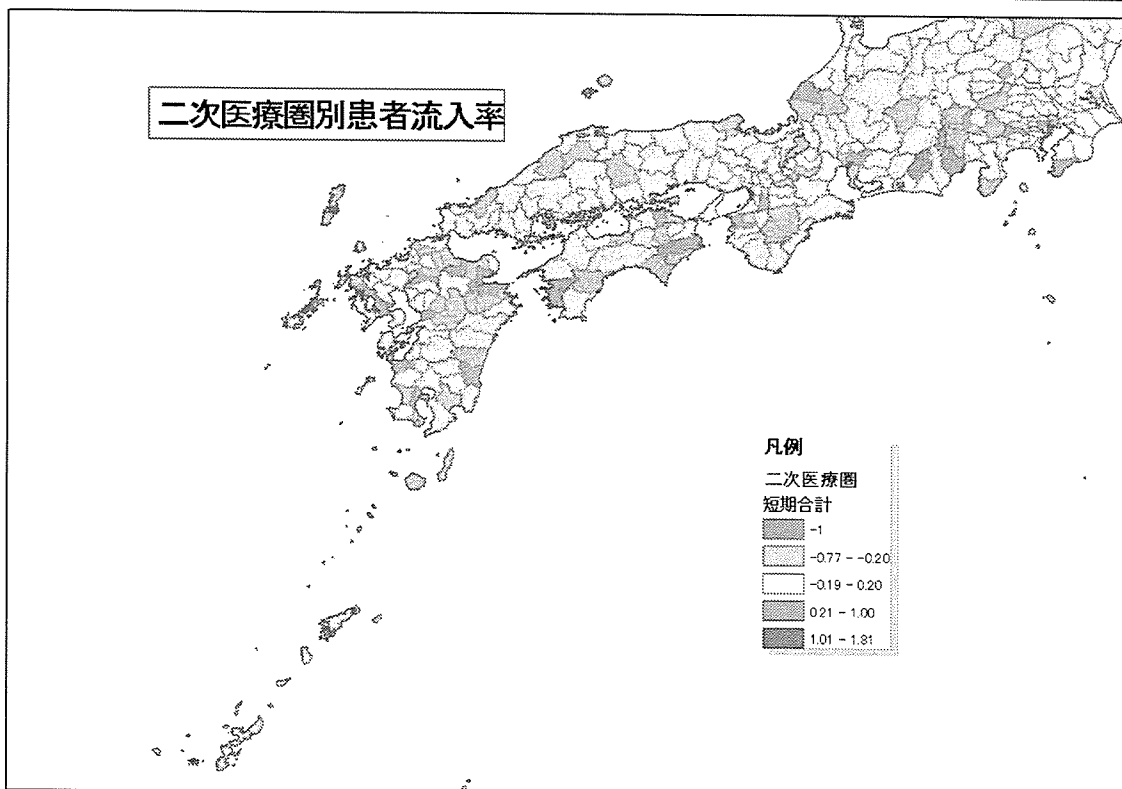 二次医療圏別患者流入率
凡例
二次医療圏
短期合計
-1
-0.77 - -0.20
-0.19 - 0.20
0.21 - 1.00
1.01 - 1.81